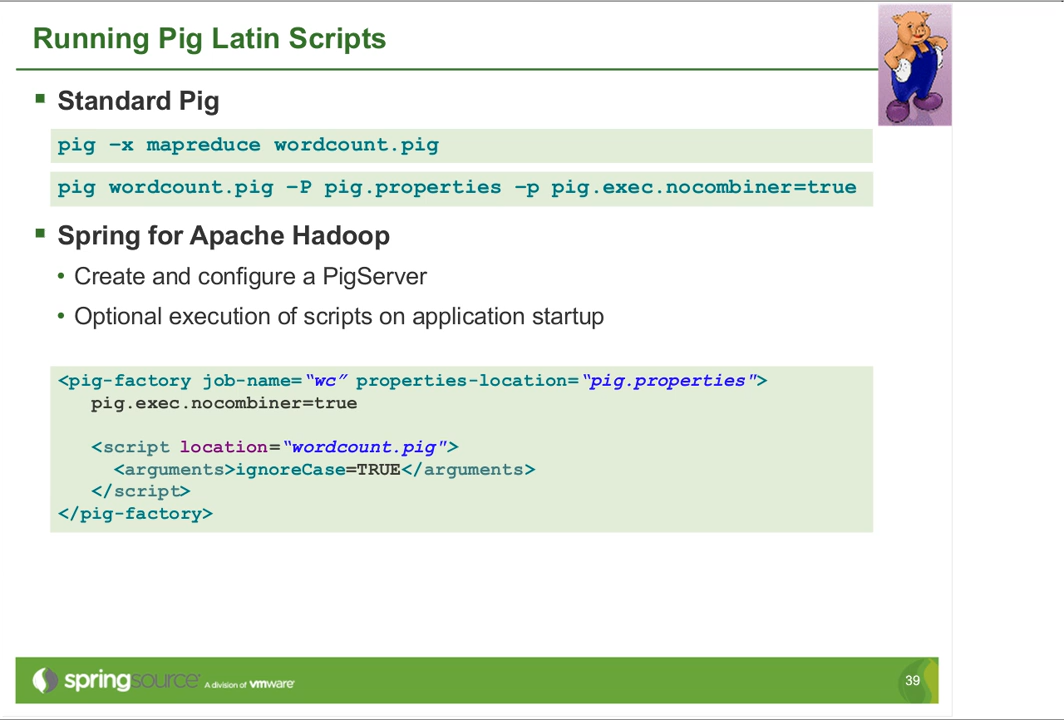 Running Pig Latin Scripts
▪ Standard Pig
pig –x mapreduce wordcount.pig
pig wordcount.pig –P pig.properties –p pig.exec.nocombiner=true
▪ Spring for Apache Hadoop
• Create and configure a PigServer
• Optional execution of scripts on application startup
<pig-factory job-name=“wc” properties-location=“pig.properties">
pig.exec.nocombiner=true
<script location=“wordcount.pig">
<arguments>ignoreCase=TRUE</arguments>
</script>
</pig-factory>
springsource A division of vmware
39